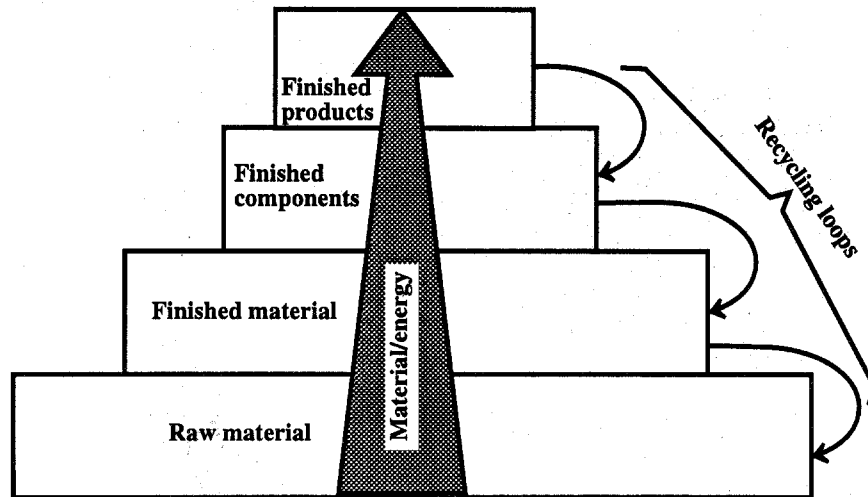 Finished
products
Finished
components
Finished material
Raw material
Material/energy
Recycling loops